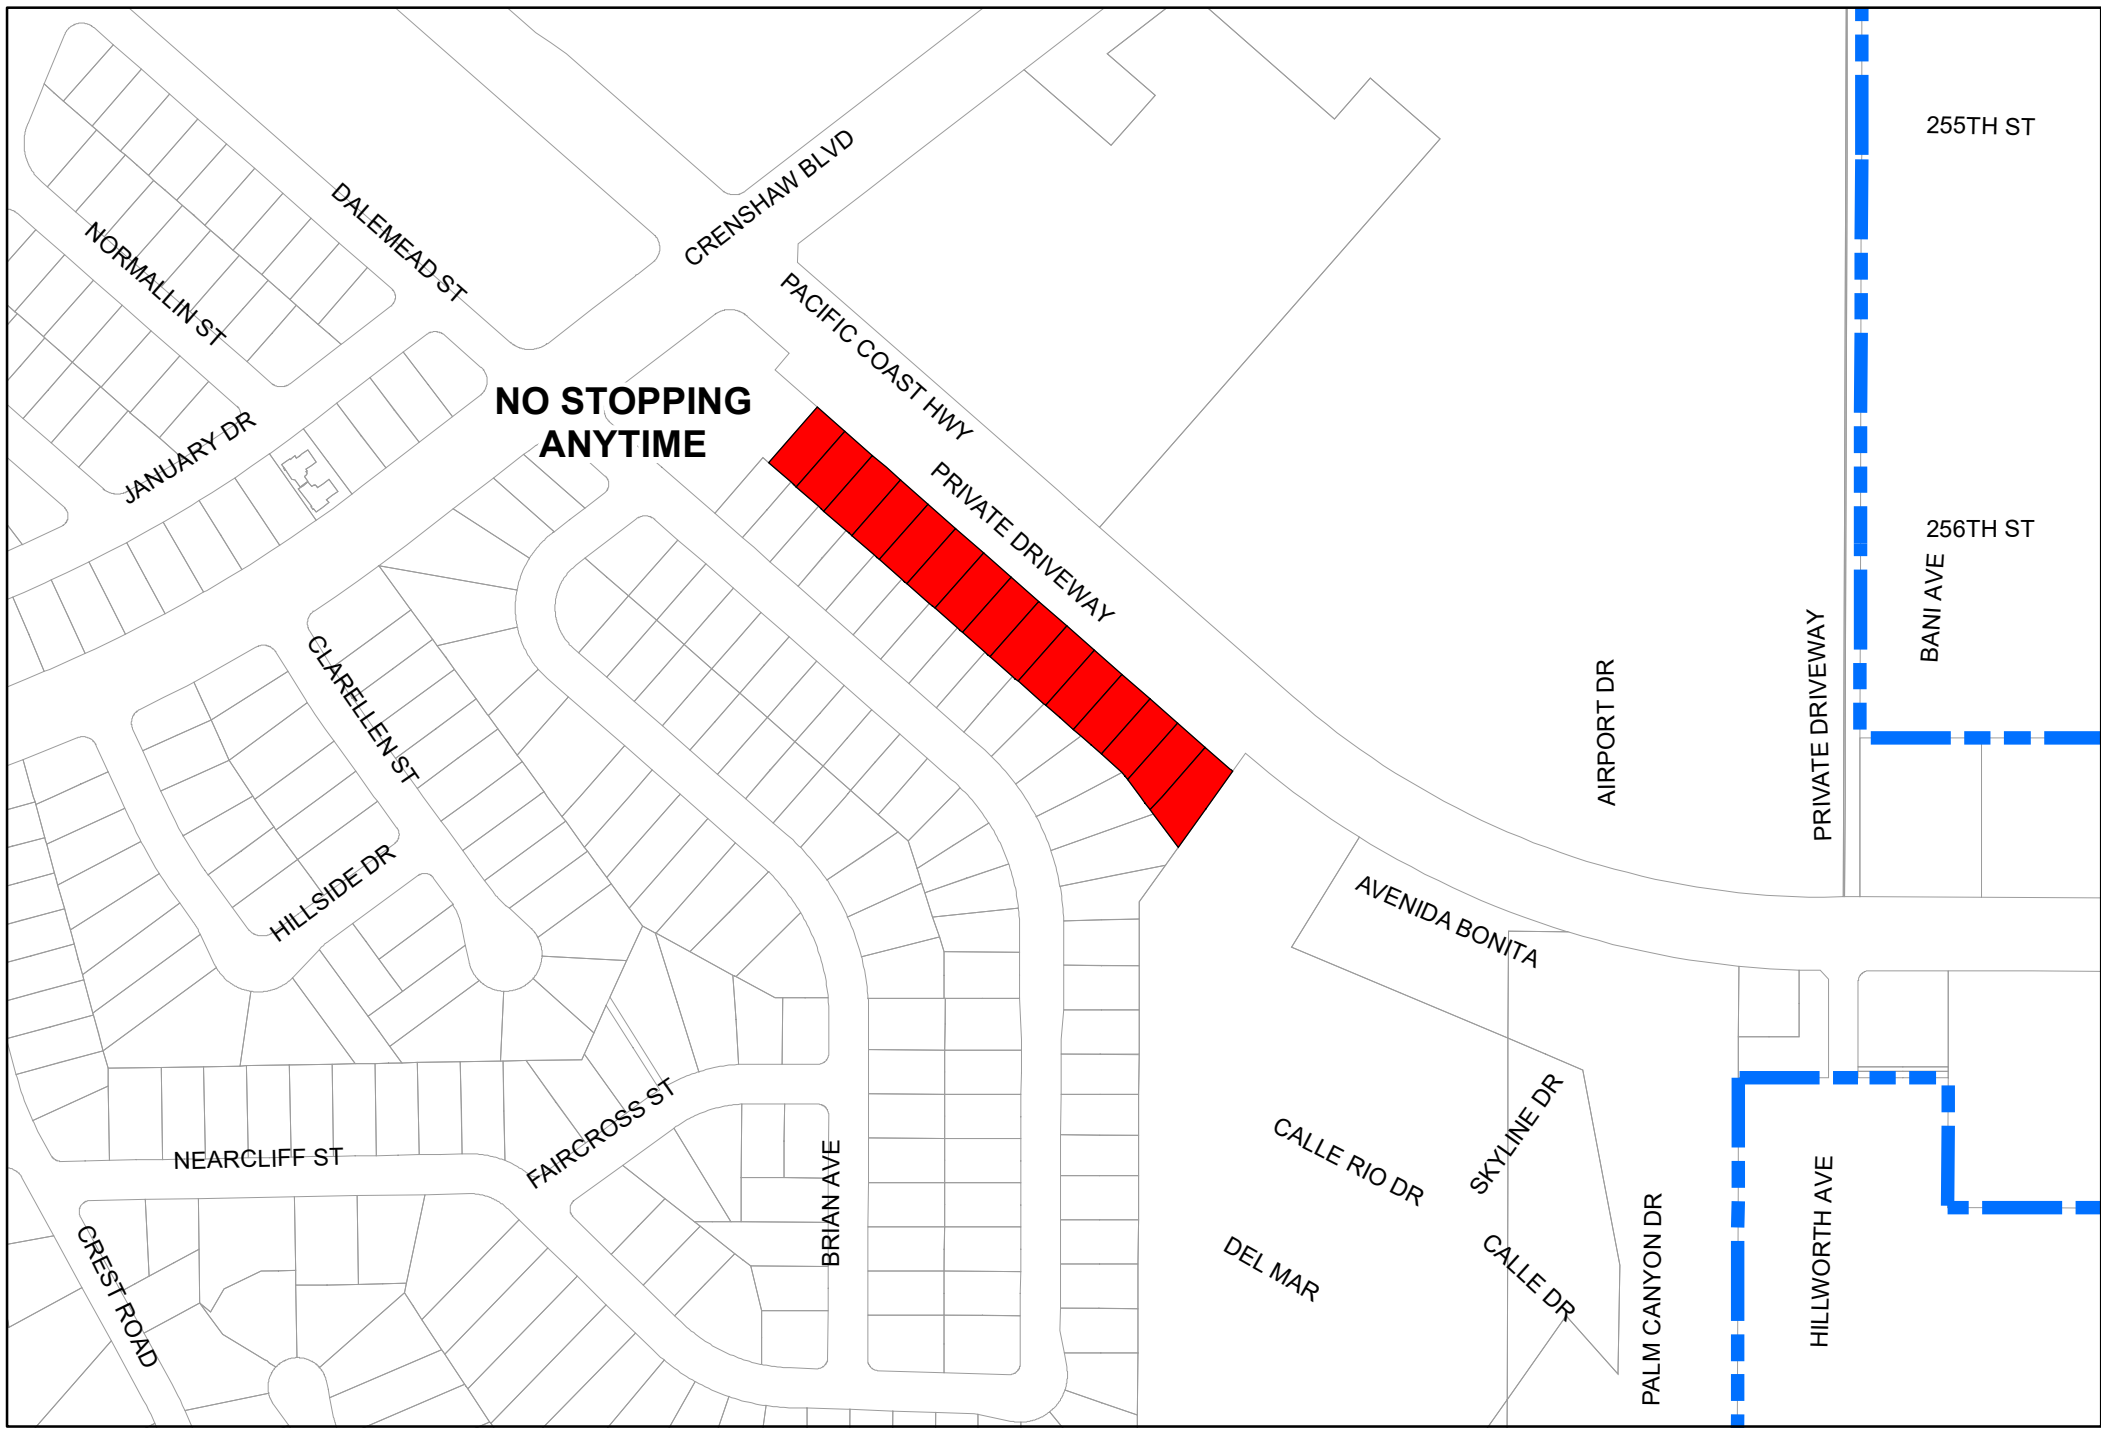 255TH ST
CRENSHAW BLVD
DALEMEAD ST
NORMALLIN ST
PACIFIC COAST HWY
NO STOPPING
ANYTIME
JANUARY DR
PRIVATE DRIVEWAY
256TH ST
BANI AVE
CLARELLEN ST
AIRPORT DR
PRIVATE DRIVEWAY
HILLSIDE DR
AVENIDA BONITA
FAIRCROSS ST
NEARCLIFF ST
BRIAN AVE
CALLE RIO DR
SKYLINE DR
CREST ROAD
DEL MAR
CALLE DR
PALM CANYON DR
HILLWORTH AVE